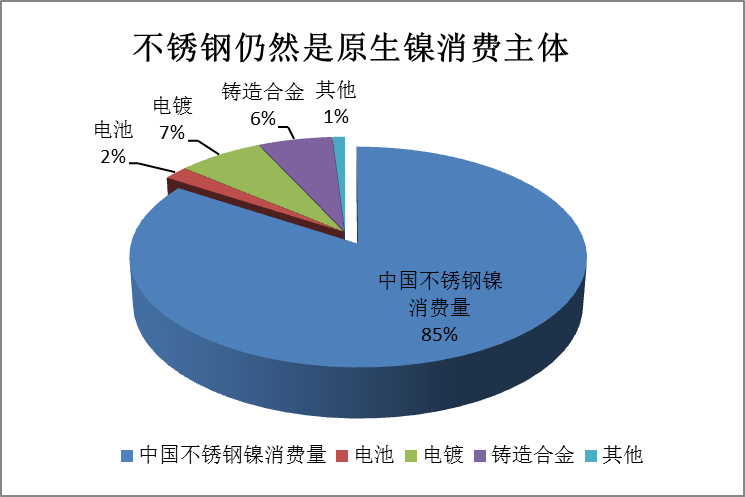 不锈钢仍然是原生镍消费主体
其他
1%
铸造合金
6%
电镀
7%
电池
2%
中国不锈钢镍
消费量
85%
中国不锈钢镍消费量 电池 电镀 铸造合金 其他